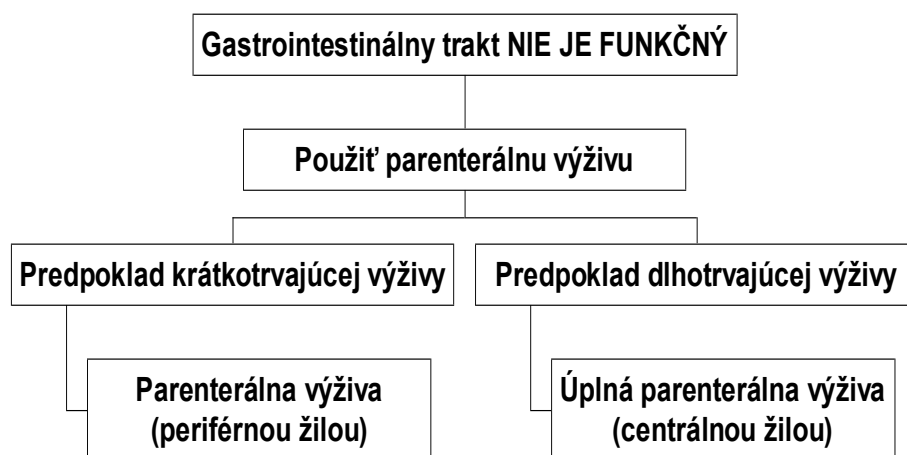 Gastrointestinálny trakt NIE JE FUNKČNÝ
Použiť parenterálnu výživu
Predpoklad krátkotrvajúcej výživy
Predpoklad dlhotrvajúcej výživy
Parenterálna výživa
(periférnou žilou)
Úplná parenterálna výživa
(centrálnou žilou)